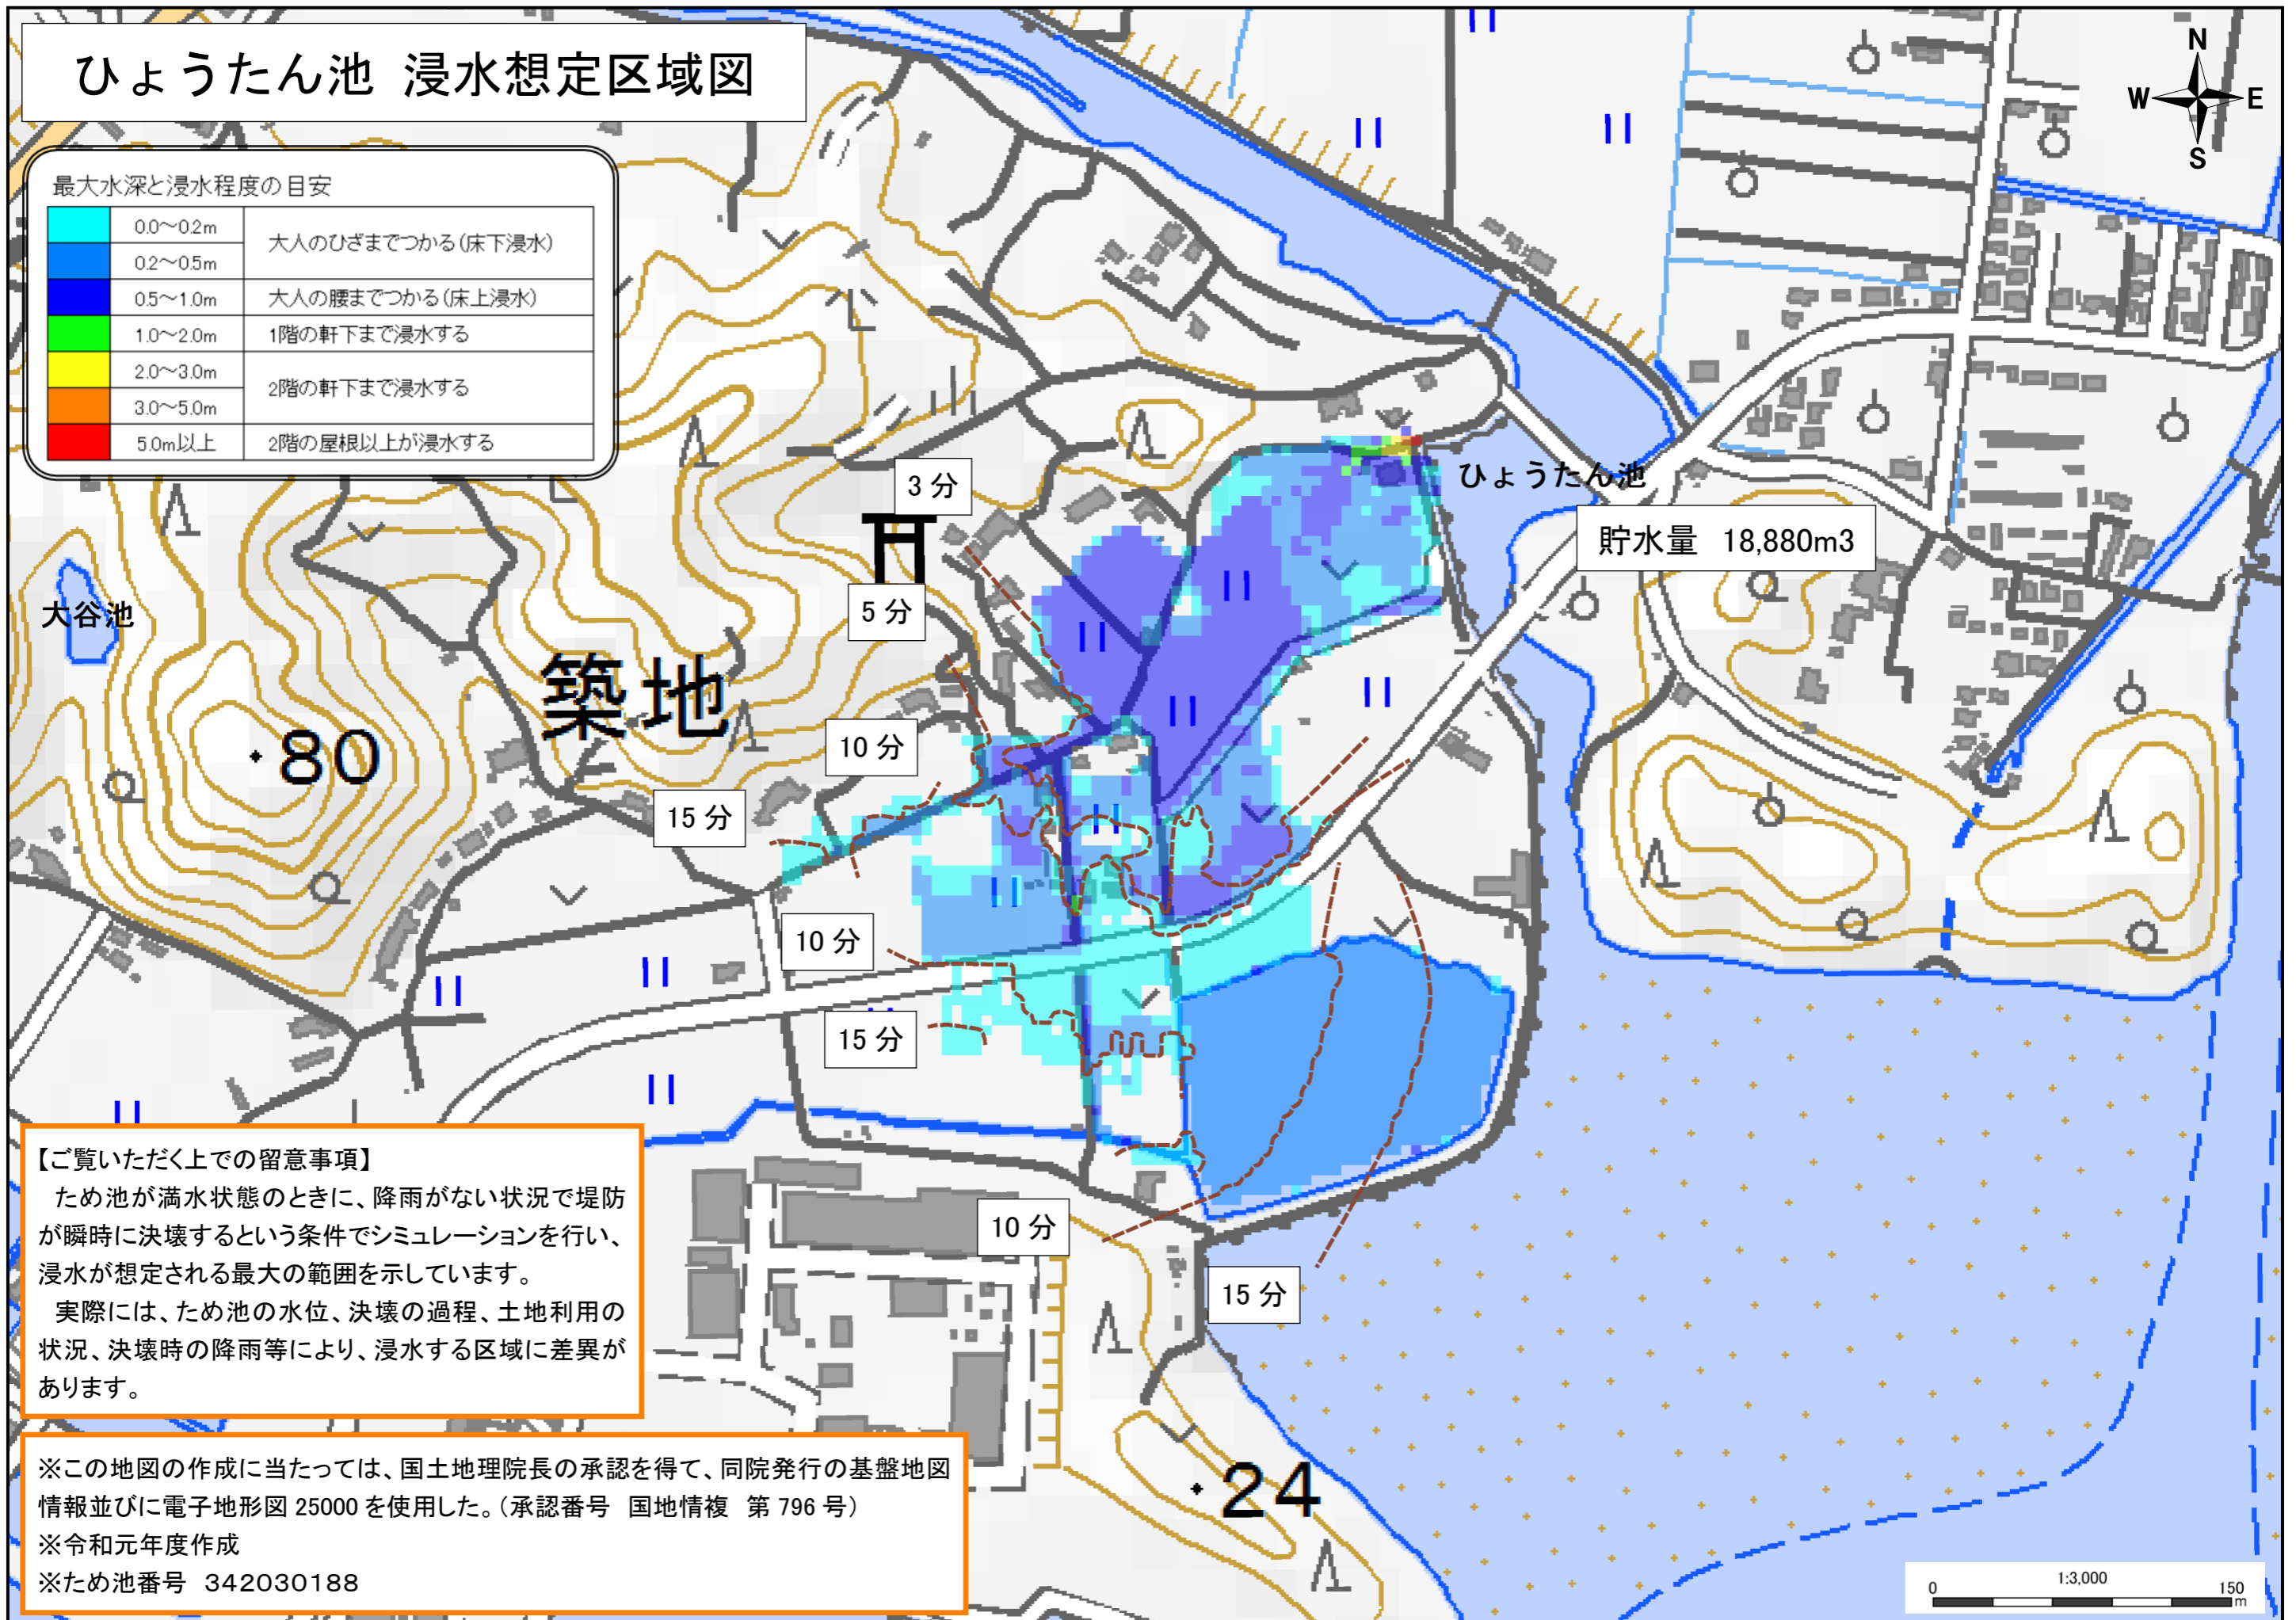 ひょうたん池 浸水想定区域図
N
W E
S
最大水深と浸水程度の目安
0.0～0.2m
大人のひざまでつかる(床下浸水)
0.2～0.5m
0.5～1.0m 大人の腰までつかる(床上浸水)
1.0～2.0m 1階の軒下まで浸水する
2.0～3.0m
2階の軒下まで浸水する
3.0～5.0m
5.0m以上 2階の屋根以上が浸水する
3分
ひょうたん池
貯水量 18,880m3
5分
大谷池
築地
80
10分
15分
10分
15分
10分
15分
24
【ご覧いただく上での留意事項】
ため池が満水状態のときに、降雨がない状況で堤防
が瞬時に決壊するという条件でシミュレーションを行い、
浸水が想定される最大の範囲を示しています。
実際には、ため池の水位、決壊の過程、土地利用の
状況、決壊時の降雨等により、浸水する区域に差異が
あります。
※この地図の作成に当たっては、国土地理院長の承認を得て、同院発行の基盤地図
情報並びに電子地形図 25000 を使用した。(承認番号 国地情複 第 796 号)
※令和元年度作成
※ため池番号 342030188
1:3,000
0 150
m